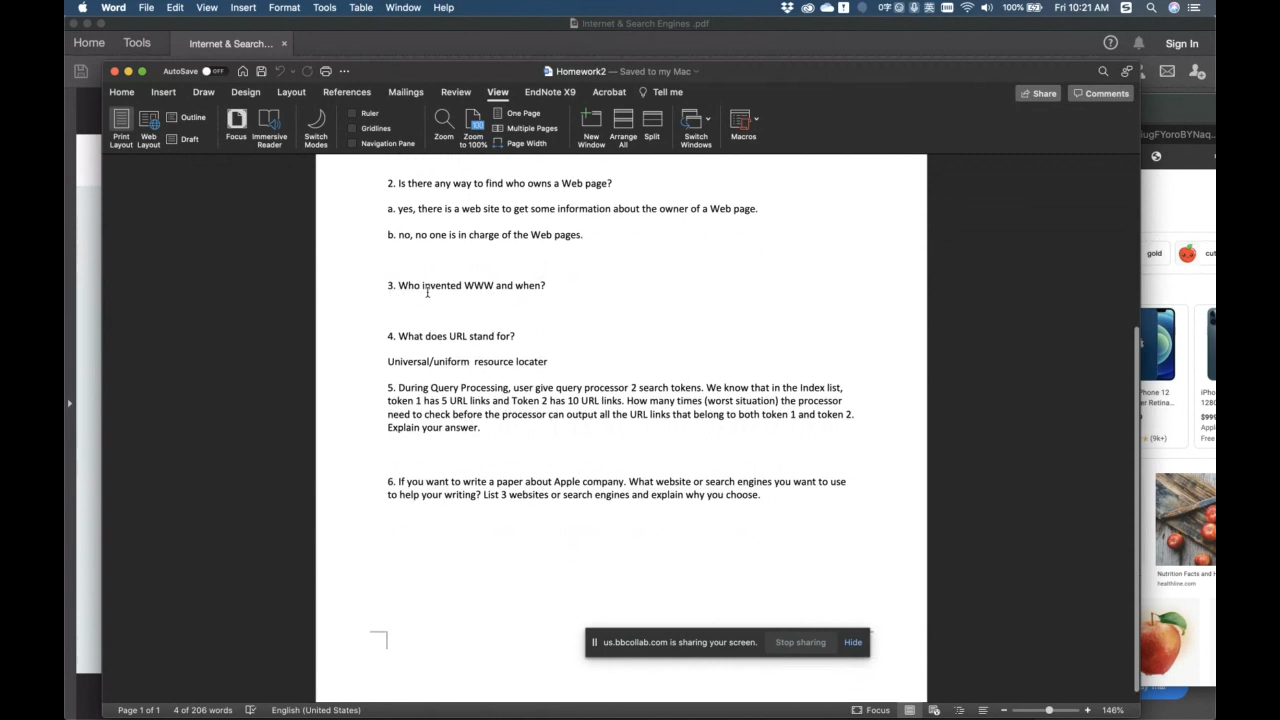 Word File Edit View Insert Format Tools Table Window Help
100% Fri 10:21 AM
Internet & Search Engines .pdf
Home Tools Internet & Search... ×
Sign In
AutoSave OFF
Homework2 — Saved to my Mac
Home Insert Draw Design Layout References Mailings Review View EndNote X9 Acrobat Tell me
Share Comments
Print Layout
Web Layout
Outline
Draft
Focus
Immersive Reader
Switch Modes
Ruler
Gridlines
Navigation Pane
Zoom
Zoom to 100%
One Page
Multiple Pages
Page Width
New Window
Arrange All
Split
Switch Windows
Macros
2. Is there any way to find who owns a Web page?
a. yes, there is a web site to get some information about the owner of a Web page.
b. no, no one is in charge of the Web pages.
3. Who invented WWW and when?
4. What does URL stand for?
Universal/uniform resource locater
5. During Query Processing, user give query processor 2 search tokens. We know that in the Index list,
token 1 has 5 URL links and Token 2 has 10 URL links. How many times (worst situation) the processor
need to check before the processor can output all the URL links that belong to both token 1 and token 2.
Explain your answer.
6. If you want to write a paper about Apple company. What website or search engines you want to use
to help your writing? List 3 websites or search engines and explain why you choose.
us.bbcollab.com is sharing your screen. Stop sharing Hide
gold
(9k+)
Free
Nutrition Facts and
healthline.com
Page 1 of 1 4 of 206 words English (United States) Focus 146%